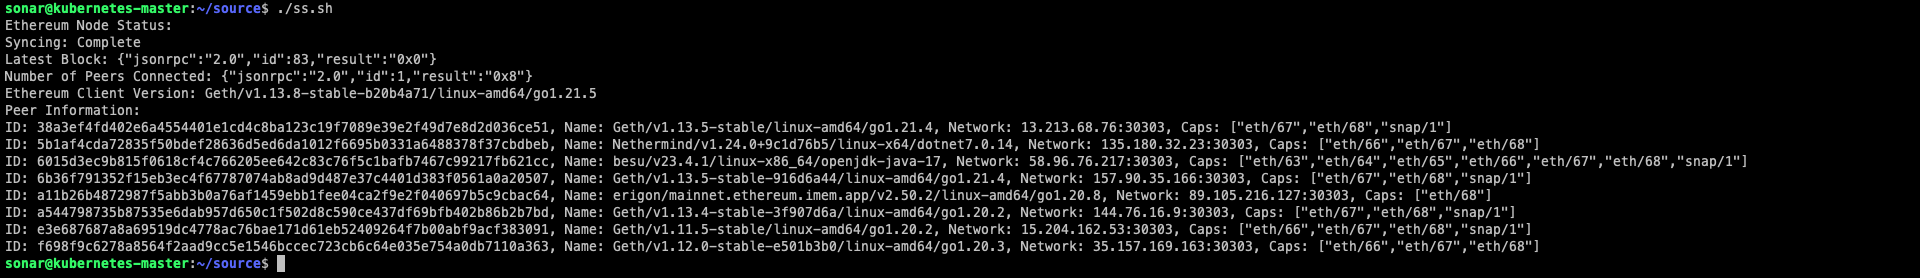 sonar@kubernetes-master:~/source$ ./ss.sh
Ethereum Node Status:
Syncing: Complete
Latest Block: {"jsonrpc":"2.0","id":83,"result":"0x0"}
Number of Peers Connected: {"jsonrpc":"2.0","id":1,"result":"0x8"}
Ethereum Client Version: Geth/v1.13.8-stable-b20b4a71/linux-amd64/go1.21.5
Peer Information:
ID: 38a3ef4fd402e6a4554401e1cd4c8ba123c19f7089e39e2f49d7e8d2d036ce51, Name: Geth/v1.13.5-stable/linux-amd64/go1.21.4, Network: 13.213.68.76:30303, Caps: ["eth/67","eth/68","snap/1"]
ID: 5b1af4cda72835f50bdef28636d5ed6da1012f6695b0331a6488378f37cbdbeb, Name: Nethermind/v1.24.0+9c1d76b5/linux-x64/dotnet7.0.14, Network: 135.180.32.23:30303, Caps: ["eth/66","eth/67","eth/68"]
ID: 6015d3ec9b815f0618cf4c766205ee642c83c76f5c1bafb7467c99217fb621cc, Name: besu/v23.4.1/linux-x86_64/openjdk-java-17, Network: 58.96.76.217:30303, Caps: ["eth/63","eth/64","eth/65","eth/66","eth/67","eth/68","snap/1"]
ID: 6b36f791352f15eb3ec4f67787074ab8ad9d487e37c4401d383f0561a0a20507, Name: Geth/v1.13.5-stable-916d6a44/linux-amd64/go1.21.4, Network: 157.90.35.166:30303, Caps: ["eth/67","eth/68","snap/1"]
ID: a11b26b4872987f5abb3b0a76af1459ebb1fee04ca2f9e2f040697b5c9cbac64, Name: erigon/mainnet.ethereum.imem.app/v2.50.2/linux-amd64/go1.20.8, Network: 89.105.216.127:30303, Caps: ["eth/68"]
ID: a544798735b87535e6dab957d650c1f502d8c590ce437df69bfb402b86b2b7bd, Name: Geth/v1.13.4-stable-3f907d6a/linux-amd64/go1.20.2, Network: 144.76.16.9:30303, Caps: ["eth/67","eth/68","snap/1"]
ID: e3e687687a8a69519dc4778ac76bae171d61eb52409264f7b00abf9acf383091, Name: Geth/v1.11.5-stable/linux-amd64/go1.20.2, Network: 15.204.162.53:30303, Caps: ["eth/66","eth/67","eth/68","snap/1"]
ID: f698f9c6278a8564f2aad9cc5e1546bccec723cb6c64e035e754a0db7110a363, Name: Geth/v1.12.0-stable-e501b3b0/linux-amd64/go1.20.3, Network: 35.157.169.163:30303, Caps: ["eth/66","eth/67","eth/68"]
sonar@kubernetes-master:~/source$